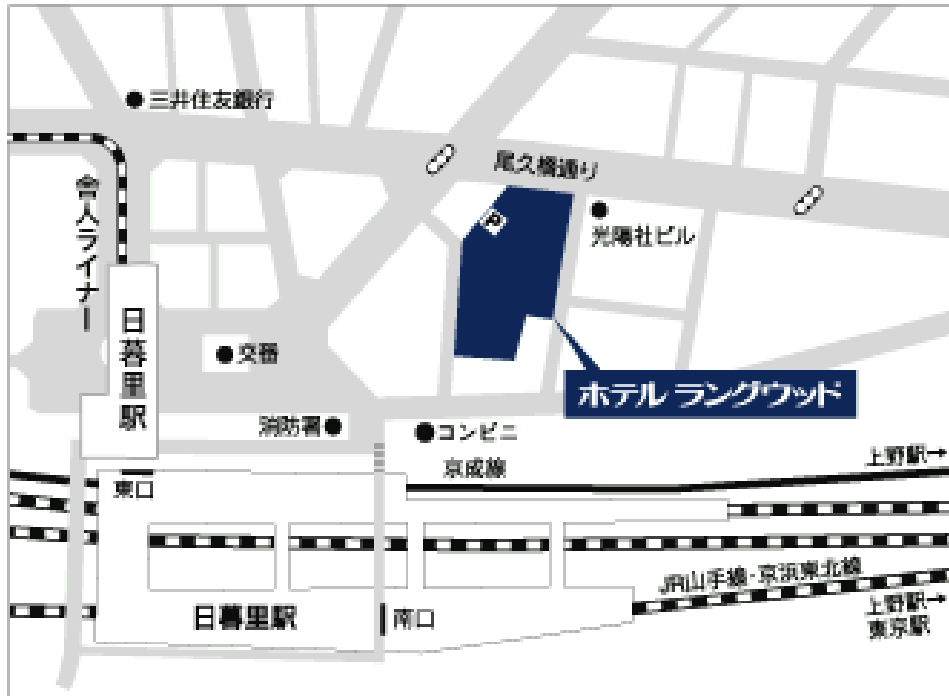 三井住友銀行
尾久橋通り
舎人ライナー
P
光陽社ビル
日暮里駅
交番
ホテル ラングウッド
消防署
コンビニ
京成線
上野駅→
東口
JR山手線・京浜東北線
日暮里駅
南口
上野駅→
東京駅